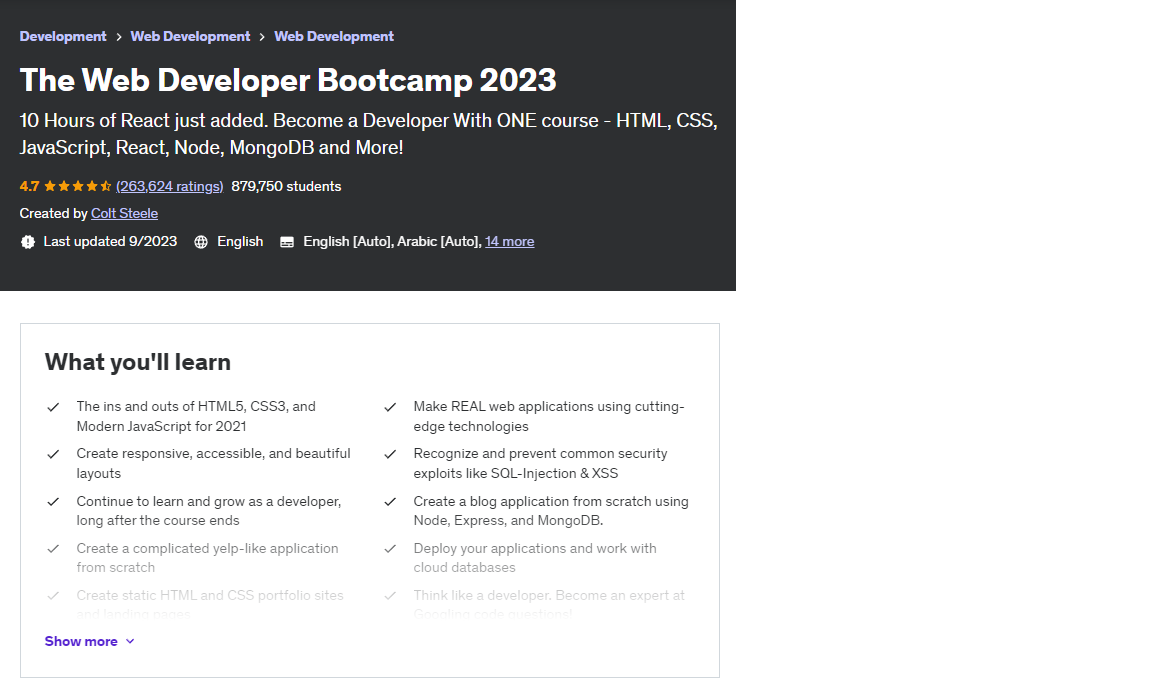 Development > Web Development > Web Development
The Web Developer Bootcamp 2023
10 Hours of React just added. Become a Developer With ONE course - HTML, CSS,
JavaScript, React, Node, MongoDB and More!
4.7 (263,624 ratings) 879,750 students
Created by Colt Steele
Last updated 9/2023 English English [Auto], Arabic [Auto], 14 more
What you'll learn
The ins and outs of HTML5, CSS3, and
Modern JavaScript for 2021
Create responsive, accessible, and beautiful
layouts
Continue to learn and grow as a developer,
long after the course ends
Create a complicated yelp-like application
from scratch
Create static HTML and CSS portfolio sites
and landing pages
Make REAL web applications using cutting-
edge technologies
Recognize and prevent common security
exploits like SQL-Injection & XSS
Create a blog application from scratch using
Node, Express, and MongoDB.
Deploy your applications and work with
cloud databases
Think like a developer. Become an expert at
Googling code questions!
Show more